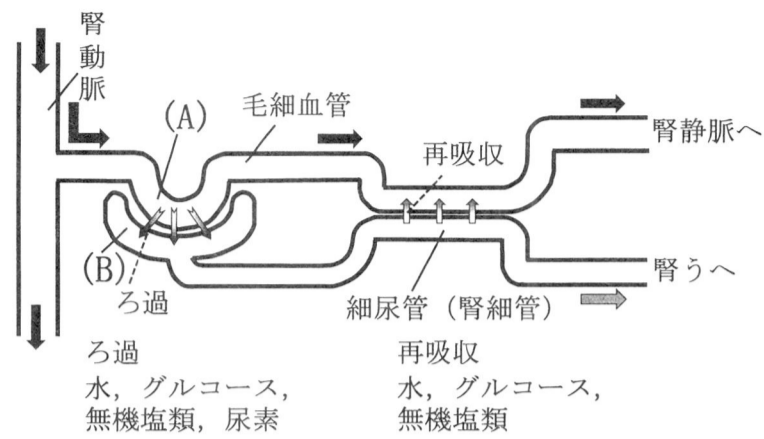 腎動脈
(A)
毛細血管
再吸収
腎静脈へ
(B)
ろ過
細尿管（腎細管）
腎うへ
ろ過
水，グルコース，
無機塩類，尿素
再吸収
水，グルコース，
無機塩類